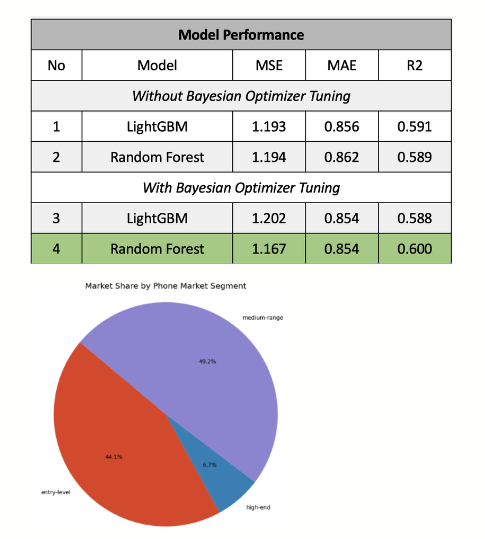 Model Performance
No Model MSE MAE R2
Without Bayesian Optimizer Tuning
1 LightGBM 1.193 0.856 0.591
2 Random Forest 1.194 0.862 0.589
With Bayesian Optimizer Tuning
3 LightGBM 1.202 0.854 0.588
4 Random Forest 1.167 0.854 0.600
Market Share by Phone Market Segment
medium-range
49.2%
44.1%
6.7%
entry-level
high-end